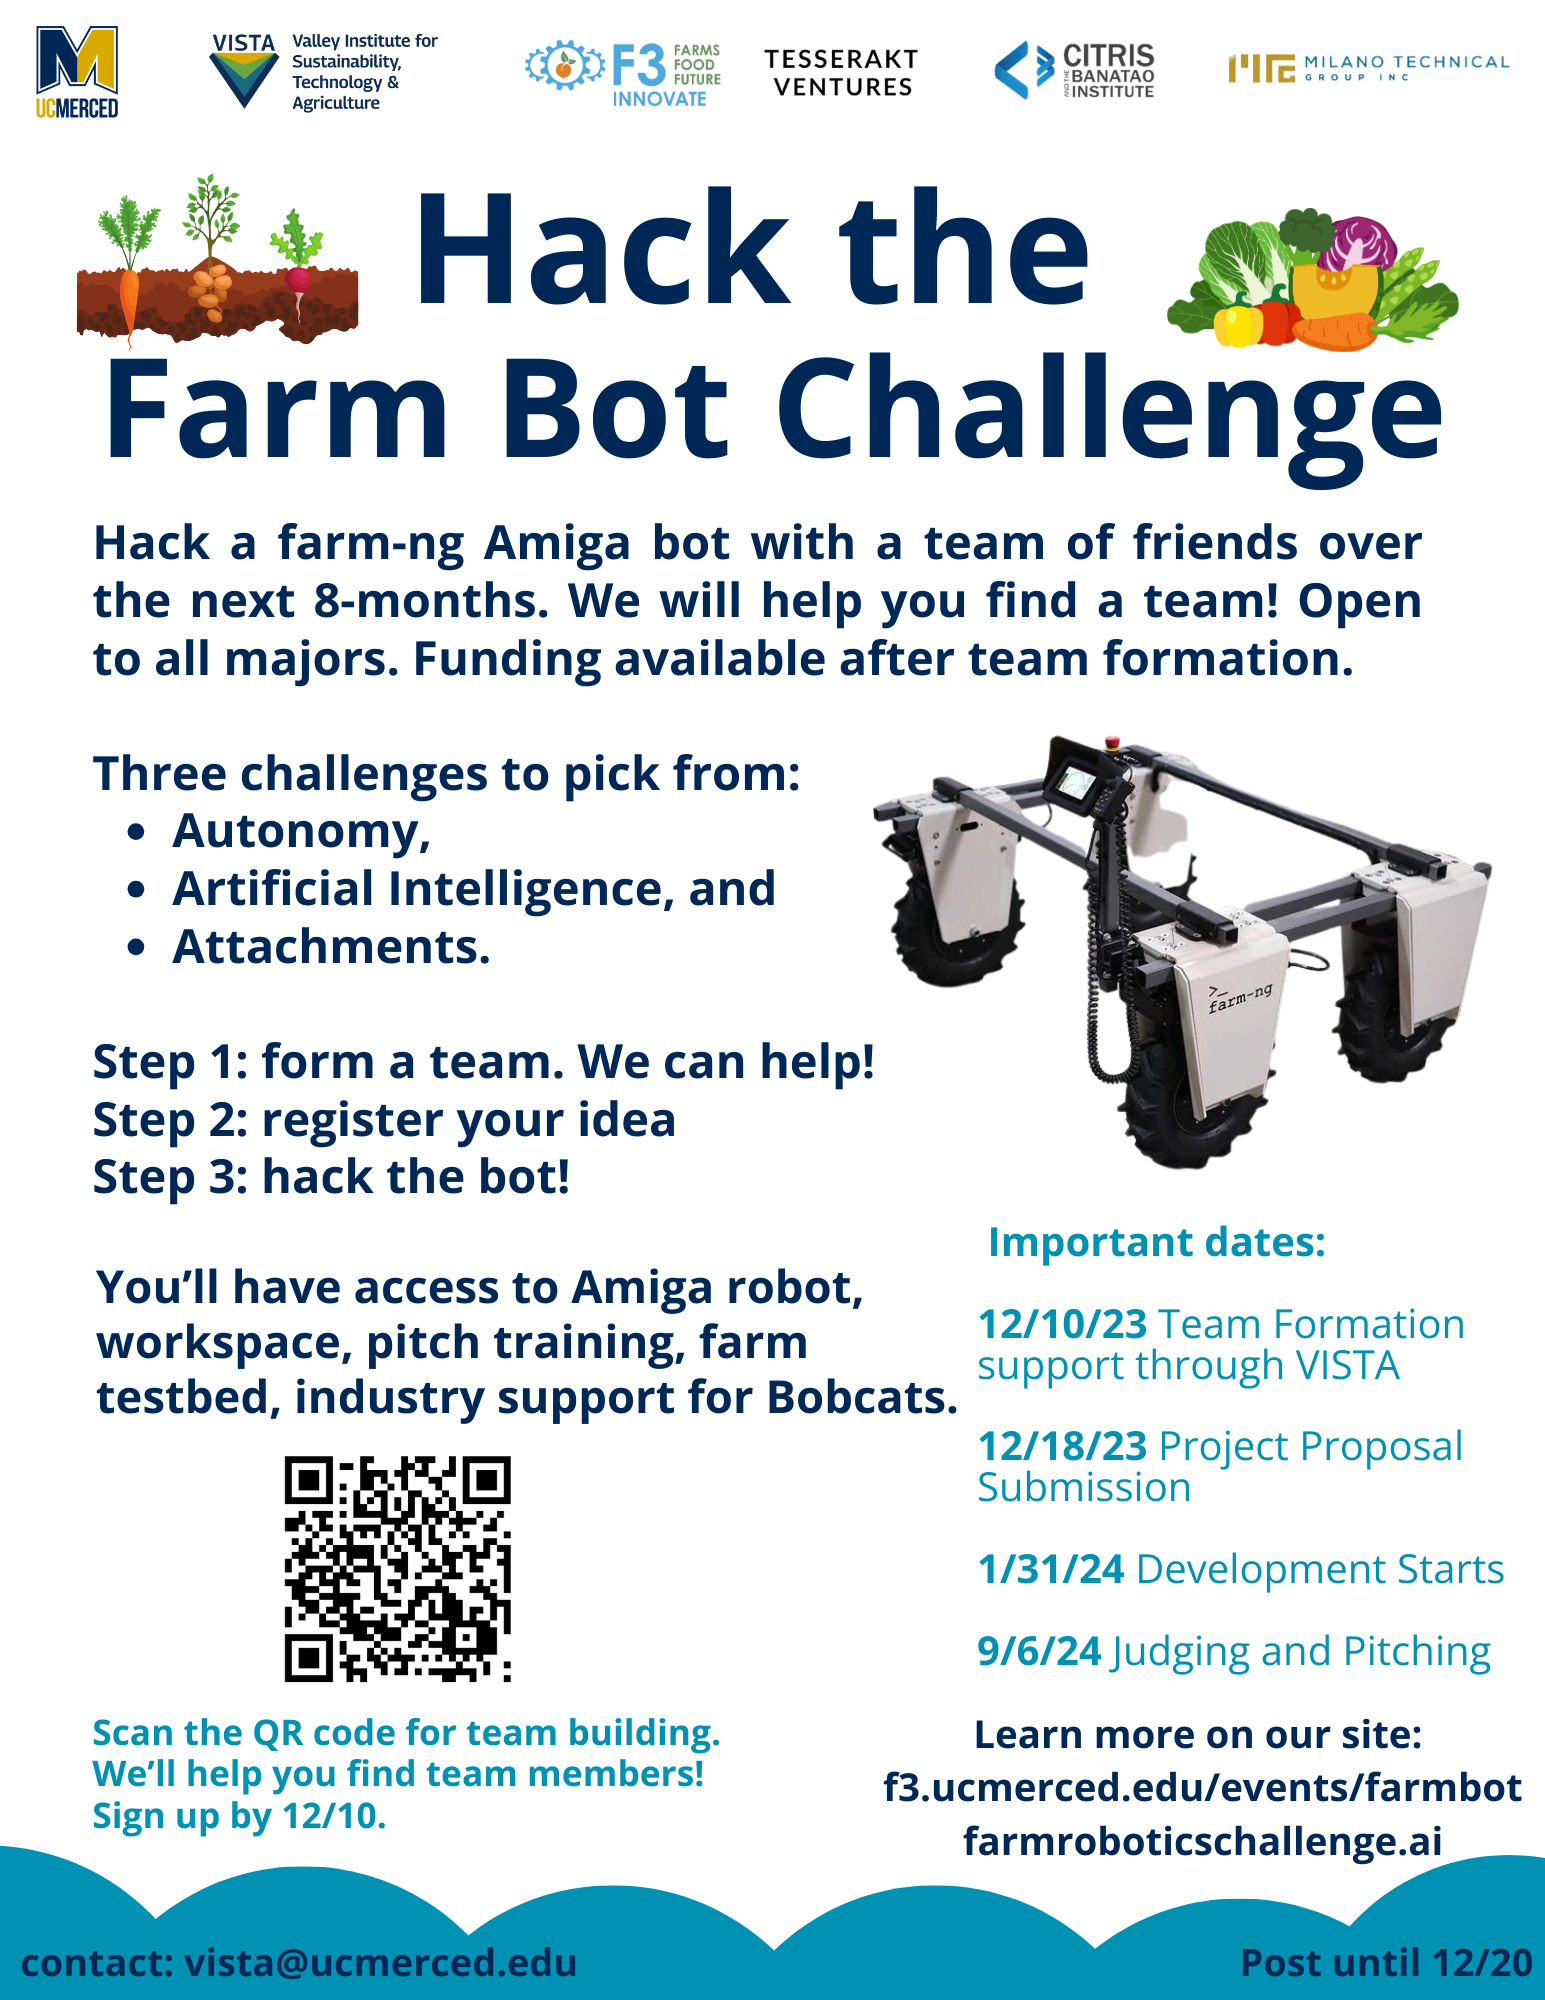 UCMERCED
VISTA
Valley Institute for
Sustainability,
Technology &
Agriculture
F3
FARMS
FOOD
FUTURE
INNOVATE
TESSERAKT
VENTURES
CITRIS
AND THE
BANATAO
INSTITUTE
MILANO TECHNICAL
GROUP INC
Hack the
Farm Bot Challenge
Hack a farm-ng Amiga bot with a team of friends over
the next 8-months. We will help you find a team! Open
to all majors. Funding available after team formation.
Three challenges to pick from:
• Autonomy,
• Artificial Intelligence, and
• Attachments.
>_
farm-ng
Step 1: form a team. We can help!
Step 2: register your idea
Step 3: hack the bot!
You’ll have access to Amiga robot,
workspace, pitch training, farm
testbed, industry support for Bobcats.
Important dates:
12/10/23 Team Formation
support through VISTA
12/18/23 Project Proposal
Submission
1/31/24 Development Starts
9/6/24 Judging and Pitching
Scan the QR code for team building.
We’ll help you find team members!
Sign up by 12/10.
Learn more on our site:
f3.ucmerced.edu/events/farmbot
farmroboticschallenge.ai
contact: vista@ucmerced.edu
Post until 12/20